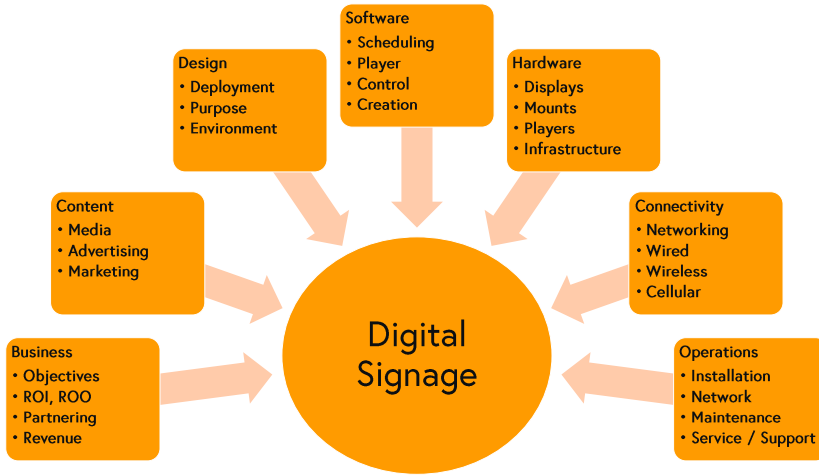 Software
• Scheduling
• Player
• Control
• Creation
Design
• Deployment
• Purpose
• Environment
Hardware
• Displays
• Mounts
• Players
• Infrastructure
Content
• Media
• Advertising
• Marketing
Connectivity
• Networking
• Wired
• Wireless
• Cellular
Business
• Objectives
• ROI, ROO
• Partnering
• Revenue
Digital
Signage
Operations
• Installation
• Network
• Maintenance
• Service / Support